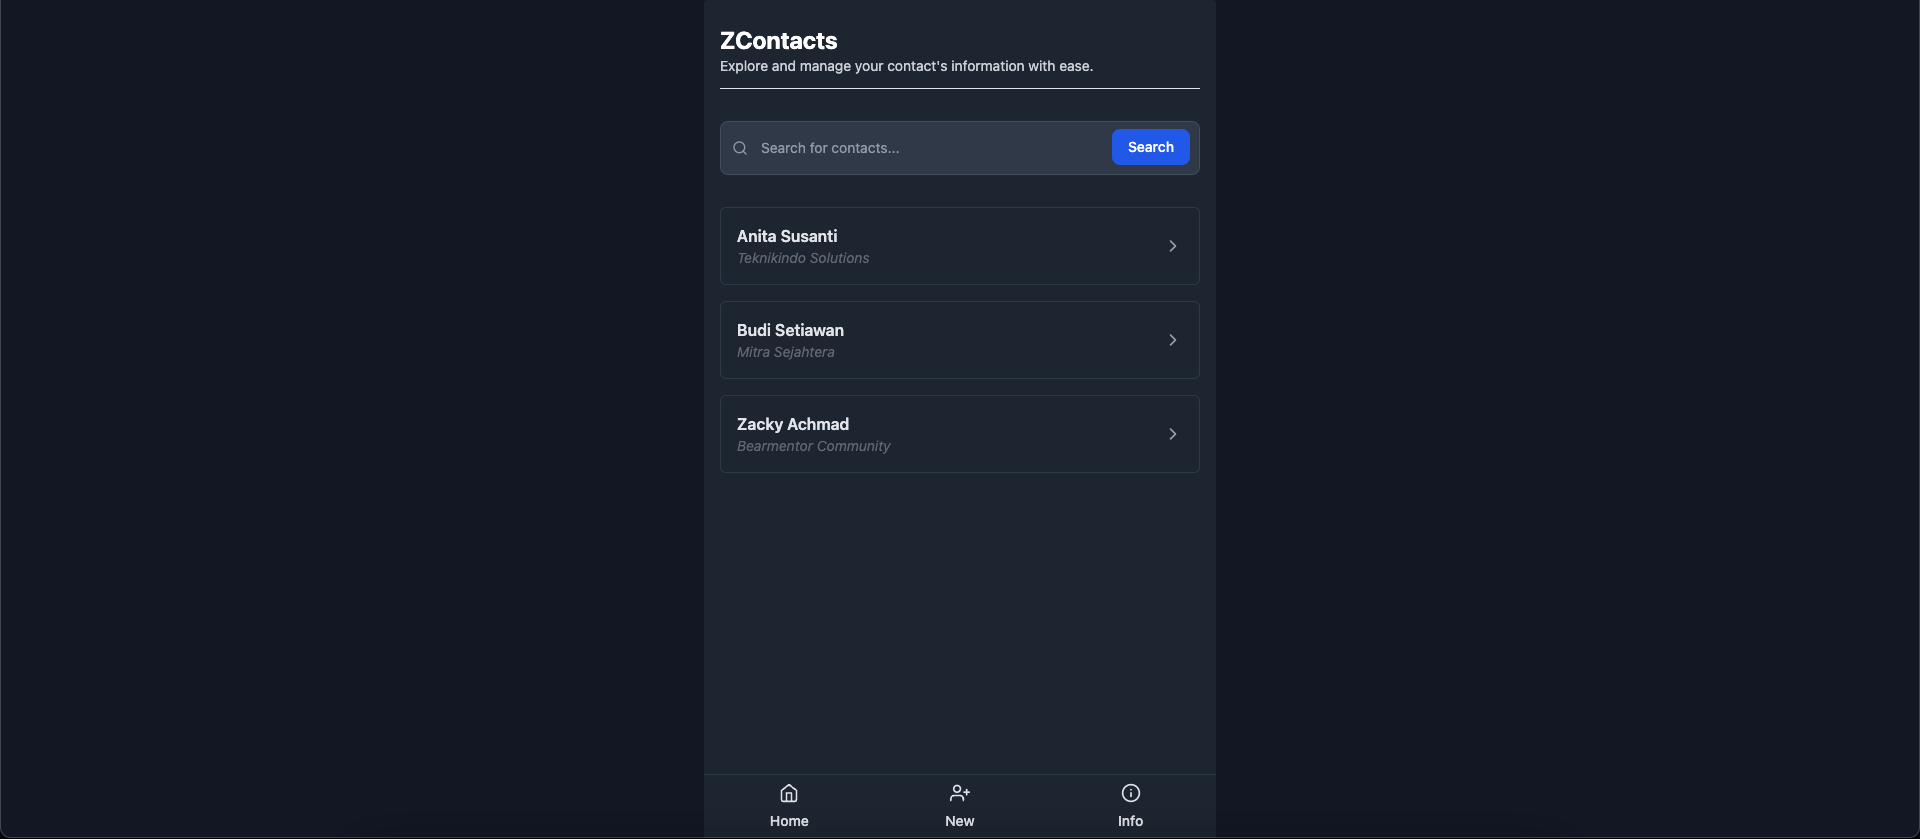 ZContacts
Explore and manage your contact's information with ease.
Search for contacts...
Search
Anita Susanti
Teknikindo Solutions
Budi Setiawan
Mitra Sejahtera
Zacky Achmad
Bearmentor Community
Home
New
Info